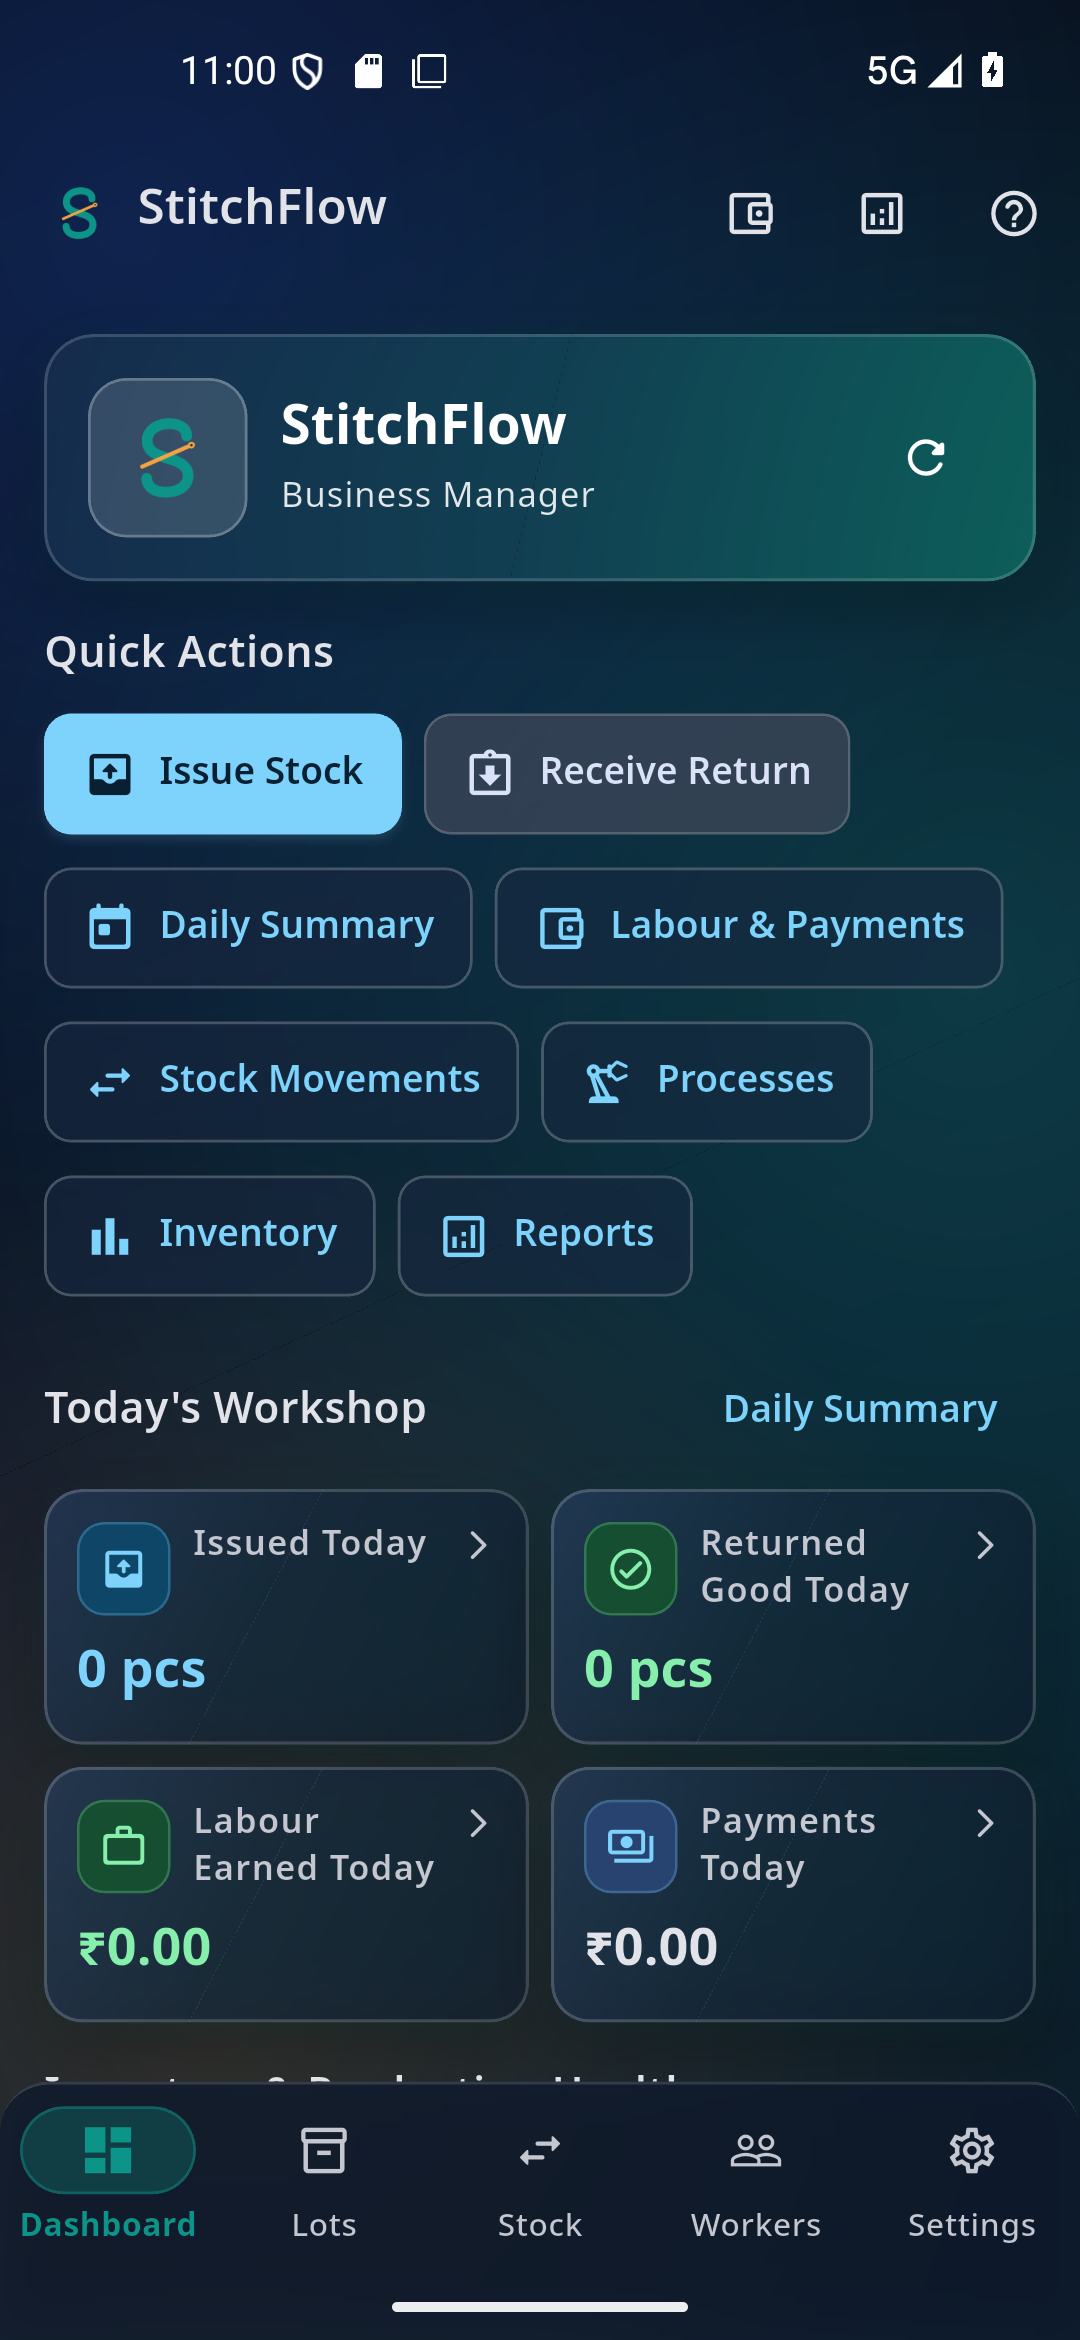 11:00
5G
StitchFlow
StitchFlow
Business Manager
Quick Actions
Issue Stock
Receive Return
Daily Summary
Labour & Payments
Stock Movements
Processes
Inventory
Reports
Today's Workshop
Daily Summary
Issued Today
0 pcs
Returned
Good Today
0 pcs
Labour
Earned Today
₹0.00
Payments
Today
₹0.00
Dashboard
Lots
Stock
Workers
Settings